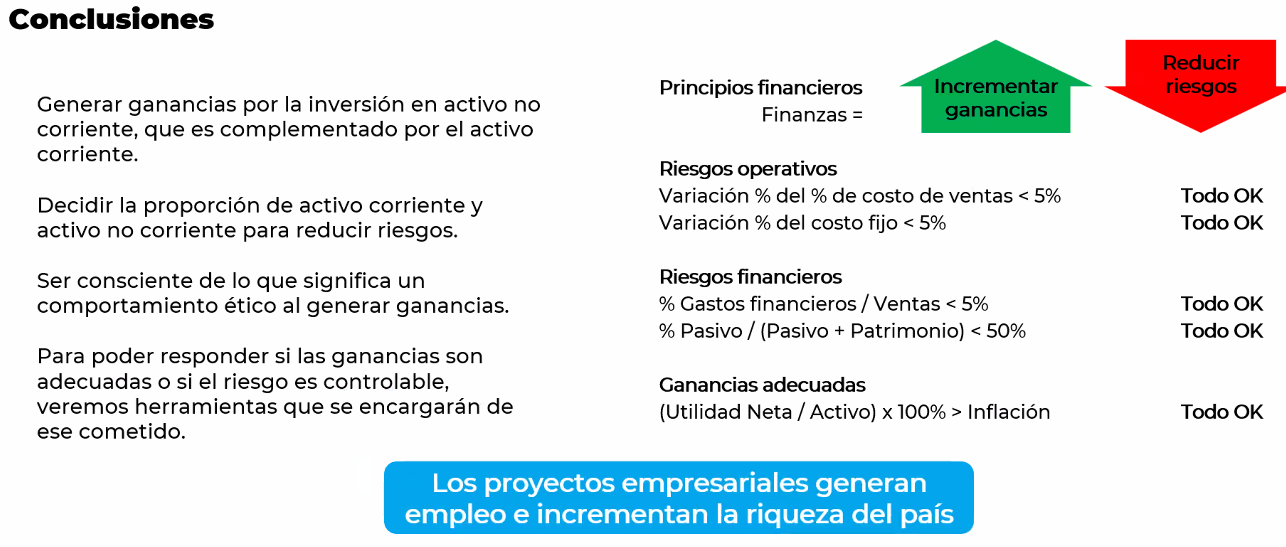 Conclusiones
Generar ganancias por la inversión en activo no
corriente, que es complementado por el activo
corriente.
Decidir la proporción de activo corriente y
activo no corriente para reducir riesgos.
Ser consciente de lo que significa un
comportamiento ético al generar ganancias.
Para poder responder si las ganancias son
adecuadas o si el riesgo es controlable,
veremos herramientas que se encargarán de
ese cometido.
Principios financieros
Finanzas =
Incrementar
ganancias
Reducir
riesgos
Riesgos operativos
Variación % del % de costo de ventas < 5% Todo OK
Variación % del costo fijo < 5% Todo OK
Riesgos financieros
% Gastos financieros / Ventas < 5% Todo OK
% Pasivo / (Pasivo + Patrimonio) < 50% Todo OK
Ganancias adecuadas
(Utilidad Neta / Activo) x 100% > Inflación Todo OK
Los proyectos empresariales generan
empleo e incrementan la riqueza del país